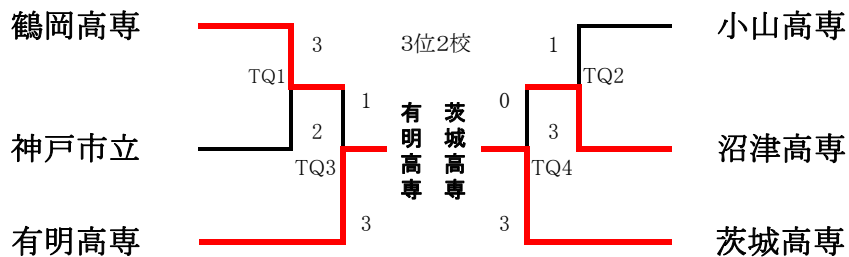 鶴岡高専
3
3位2校
1
小山高専
TQ1
TQ2
1
0
有明高専
茨城高専
神戸市立
2
3
沼津高専
TQ3
TQ4
有明高専
3
3
茨城高専